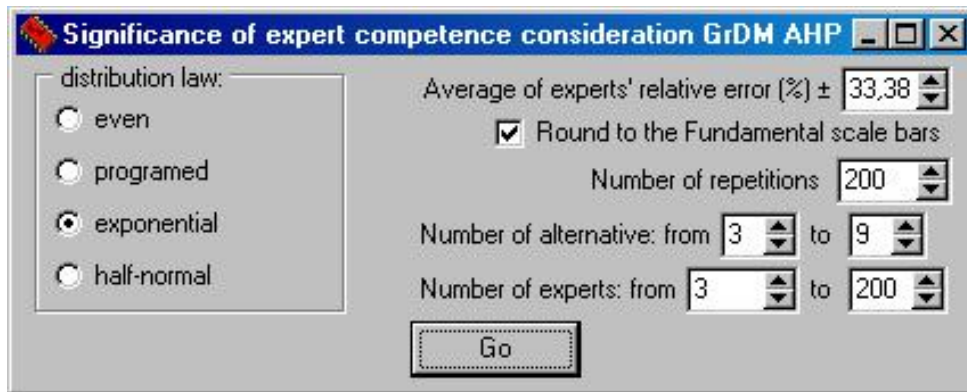 Significance of expert competence consideration GrDM AHP
distribution law:
even
programed
exponential
half-normal
Average of experts' relative error (%) ± 33,38
Round to the Fundamental scale bars
Number of repetitions 200
Number of alternative: from 3 to 9
Number of experts: from 3 to 200
Go